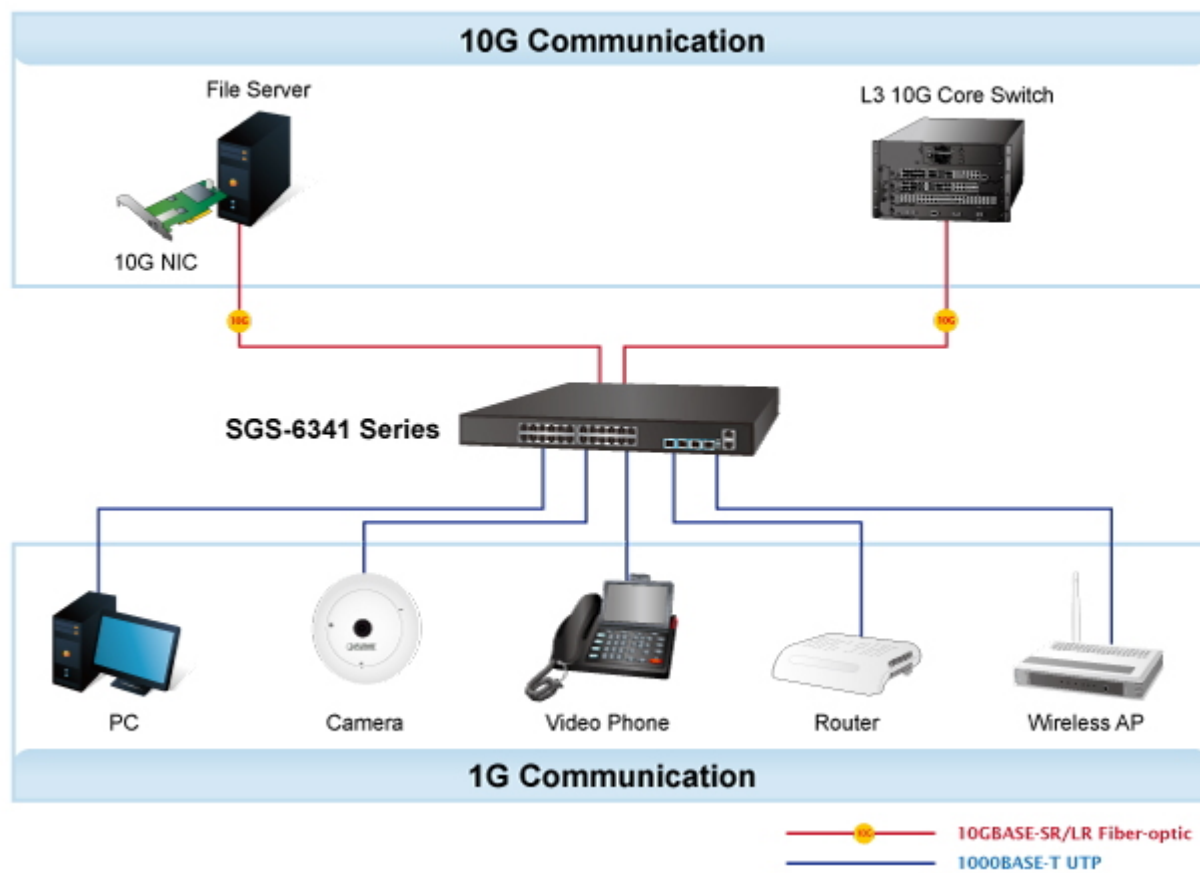 10G Communication
File Server
L3 10G Core Switch
10G NIC
10G
10G
SGS-6341 Series
PC
Camera
Video Phone
Router
Wireless AP
1G Communication
10G
10GBASE-SR/LR Fiber-optic
1000BASE-T UTP